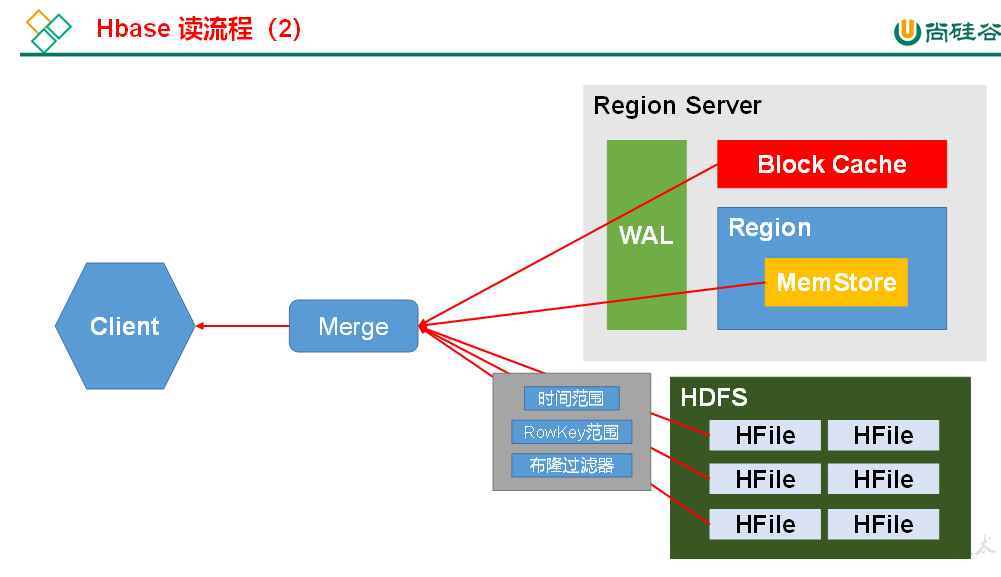 Hbase 读流程（2)
尚硅谷
Region Server
Block Cache
WAL
Region
MemStore
Client
Merge
时间范围
RowKey范围
布隆过滤器
HDFS
HFile HFile
HFile HFile
HFile HFile
术